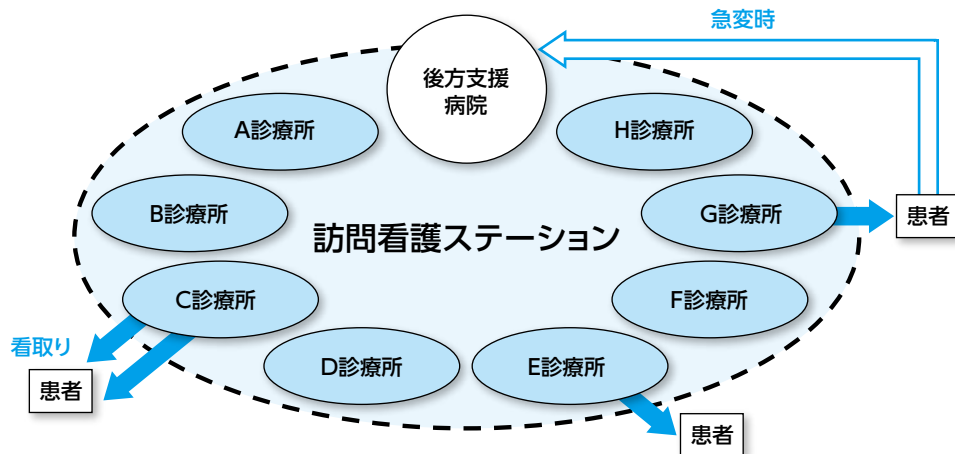 急変時
後方支援
病院
A診療所
H診療所
B診療所
G診療所
患者
訪問看護ステーション
C診療所
F診療所
看取り
D診療所
E診療所
患者
患者